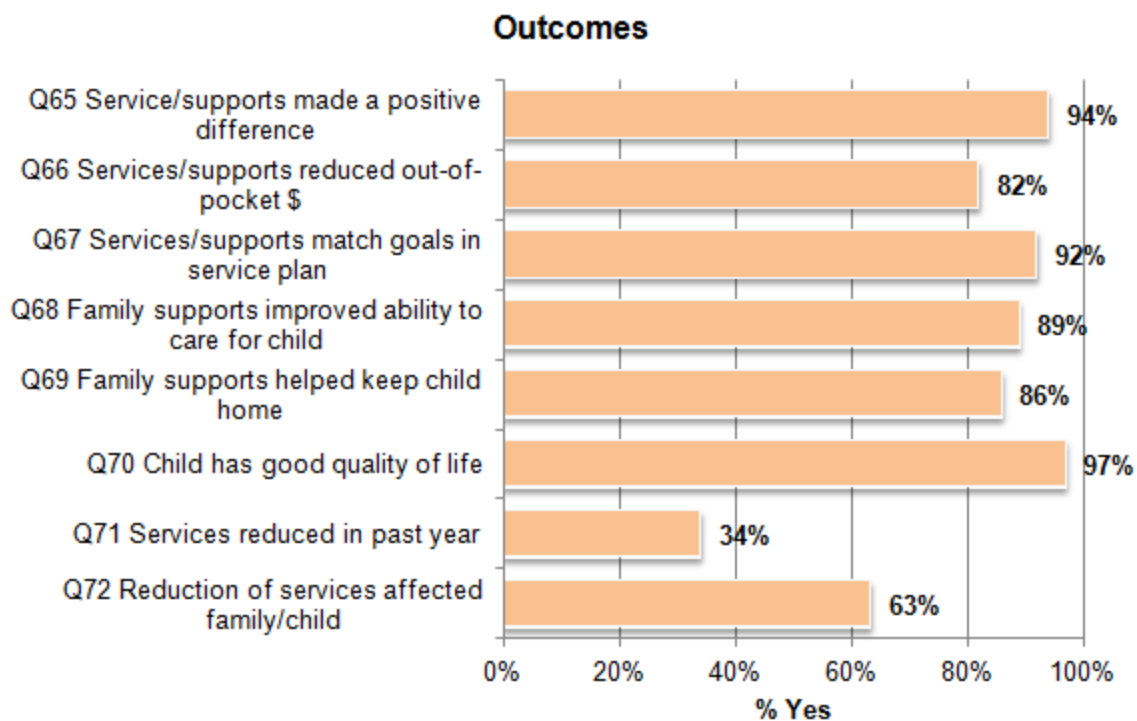 Outcomes
Q65 Service/supports made a positive
difference
94%
Q66 Services/supports reduced out-of-
pocket $
82%
Q67 Services/supports match goals in
service plan
92%
Q68 Family supports improved ability to
care for child
89%
Q69 Family supports helped keep child
home
86%
Q70 Child has good quality of life
97%
Q71 Services reduced in past year
34%
Q72 Reduction of services affected
family/child
63%
0% 20% 40% 60% 80% 100%
% Yes